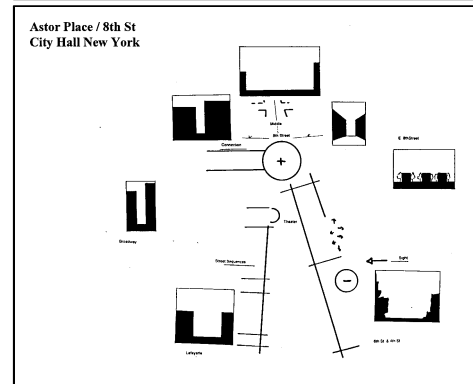 Astor Place / 8th St
City Hall New York
Middle
8th Street
Connection
E 8thStreet
Theater
Broadway
Street Sequences
Sight
Lafayette
8th St & 4th St